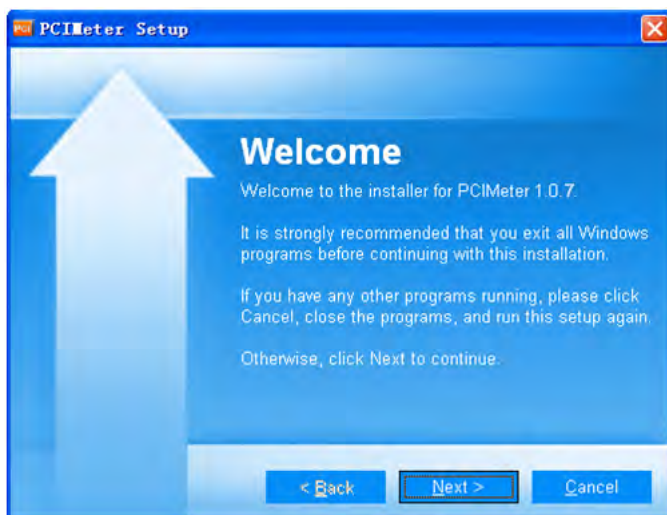 PCI PCIMeter Setup
Welcome
Welcome to the installer for PCIMeter 1.0.7.
It is strongly recommended that you exit all Windows
programs before continuing with this installation.
If you have any other programs running, please click
Cancel, close the programs, and run this setup again.
Otherwise, click Next to continue.
< Back Next > Cancel